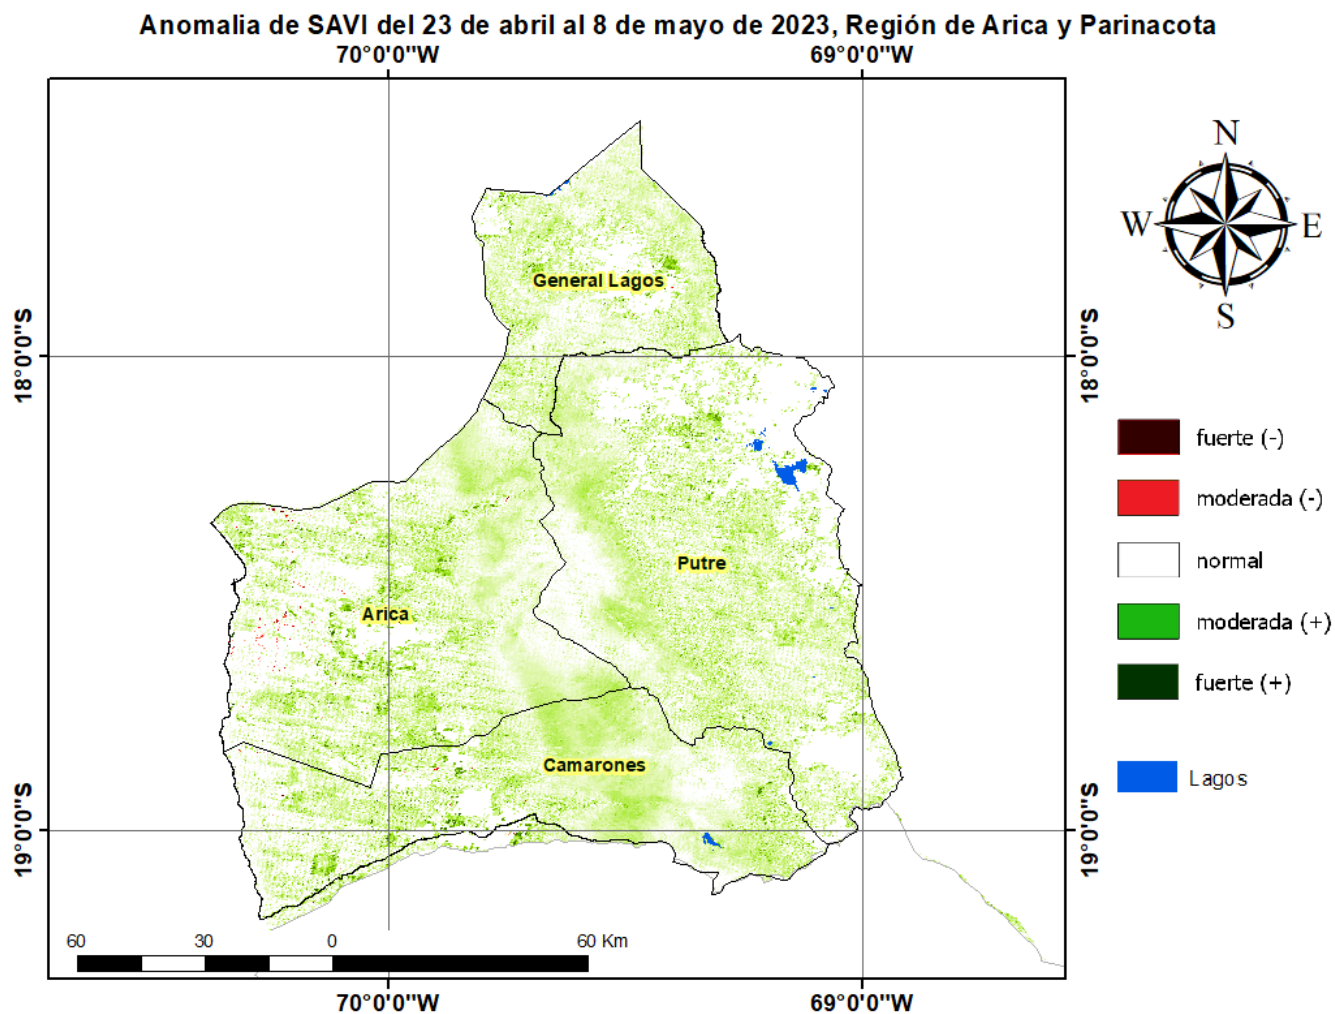 Anomalia de SAVI del 23 de abril al 8 de mayo de 2023, Región de Arica y Parinacota
70°0'0"W
69°0'0"W
N
W
E
S
General Lagos
18°0'0"S
18°0'0"S
fuerte (-)
moderada (-)
normal
Putre
Arica
moderada (+)
fuerte (+)
Camarones
Lagos
19°0'0"S
19°0'0"S
60
30
0
60 Km
70°0'0"W
69°0'0"W